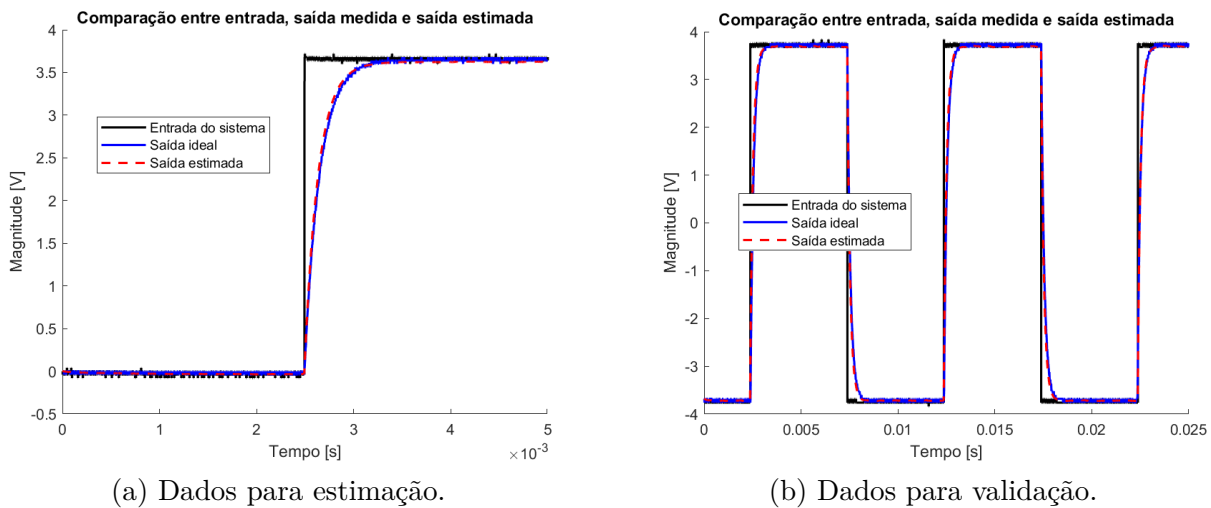 Comparação entre entrada, saída medida e saída estimada
4
3.5
3
2.5
2
1.5
1
0.5
0
-0.5
Magnitude [V]
Entrada do sistema
Saída ideal
Saída estimada
0
1
2
3
4
5
Tempo [s]
×10⁻³
(a) Dados para estimação.
Comparação entre entrada, saída medida e saída estimada
4
3
2
1
0
-1
-2
-3
-4
Magnitude [V]
Entrada do sistema
Saída ideal
Saída estimada
0
0.005
0.01
0.015
0.02
0.025
Tempo [s]
(b) Dados para validação.